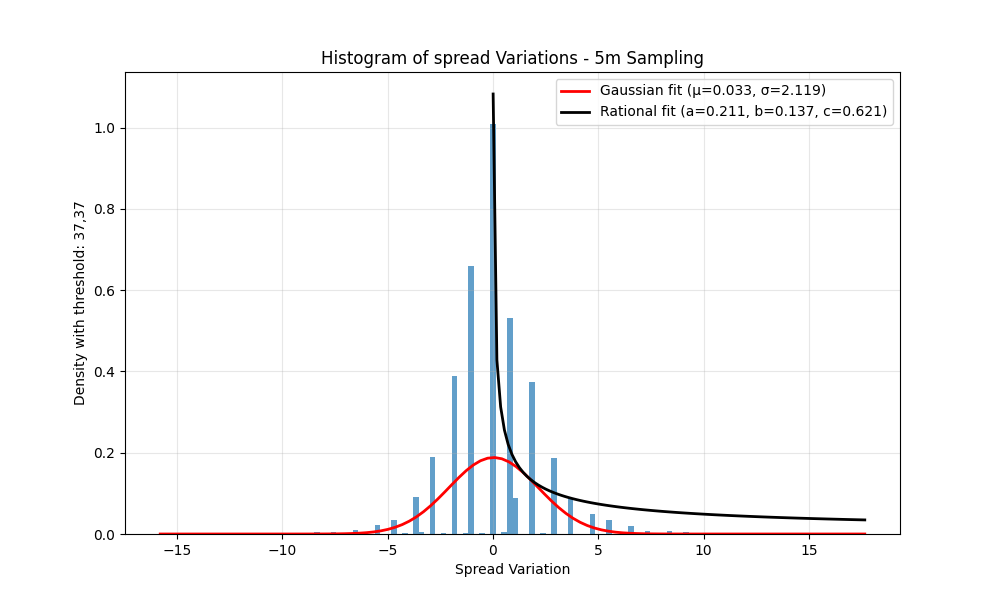 Histogram of spread Variations - 5m Sampling
Gaussian fit (μ=0.033, σ=2.119)
Rational fit (a=0.211, b=0.137, c=0.621)
Density with threshold: 37,37
1.0
0.8
0.6
0.4
0.2
0.0
−15
−10
−5
0
5
10
15
Spread Variation